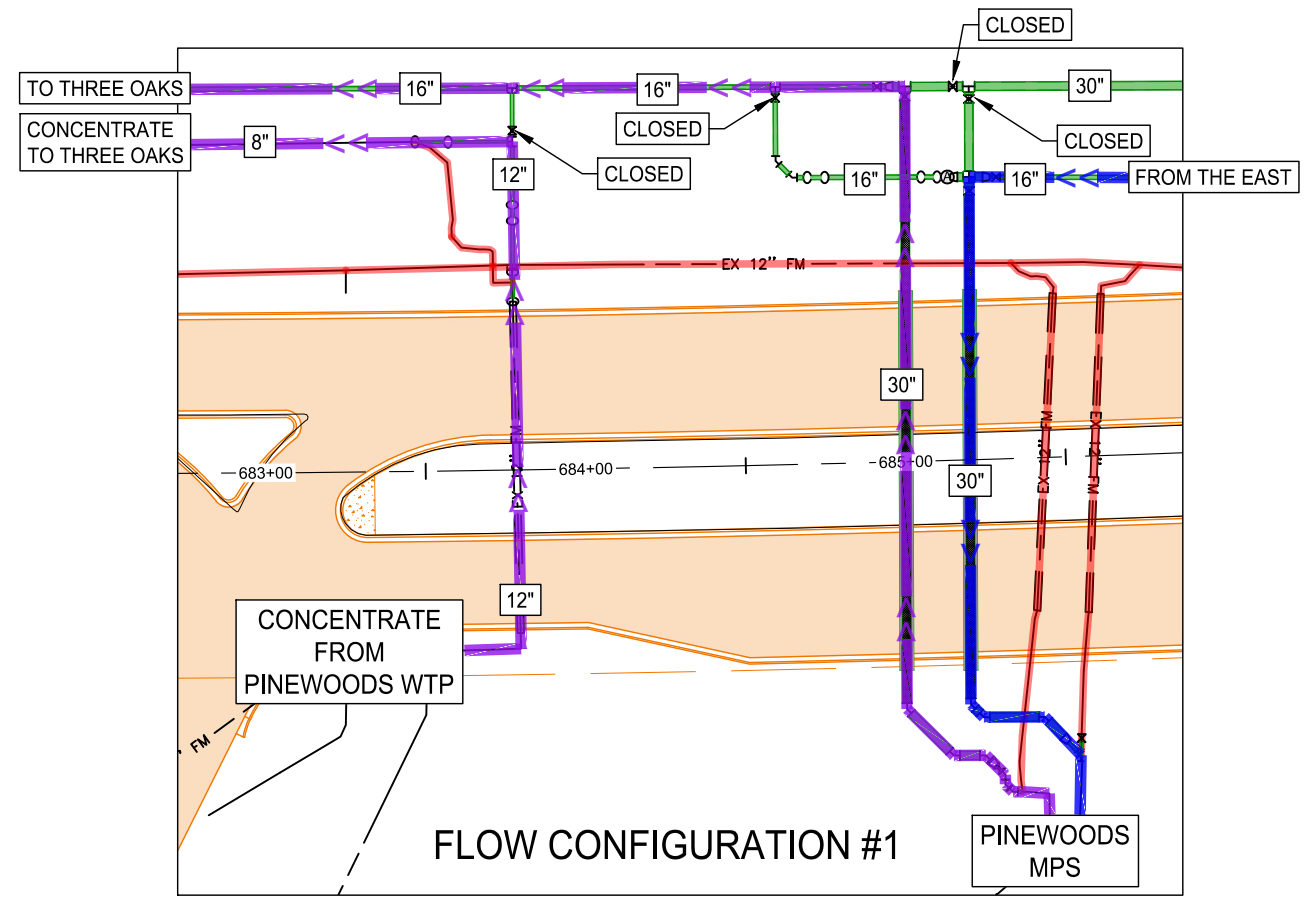 CLOSED
TO THREE OAKS
16"
16"
30"
CONCENTRATE
TO THREE OAKS
8"
CLOSED
CLOSED
12"
CLOSED
16"
16"
FROM THE EAST
EX 12" FM
30"
EX 12" FM
EX 12" FM
683+00
684+00
685+00
30"
12"
CONCENTRATE
FROM
PINEWOODS WTP
" FM
FLOW CONFIGURATION #1
PINEWOODS
MPS